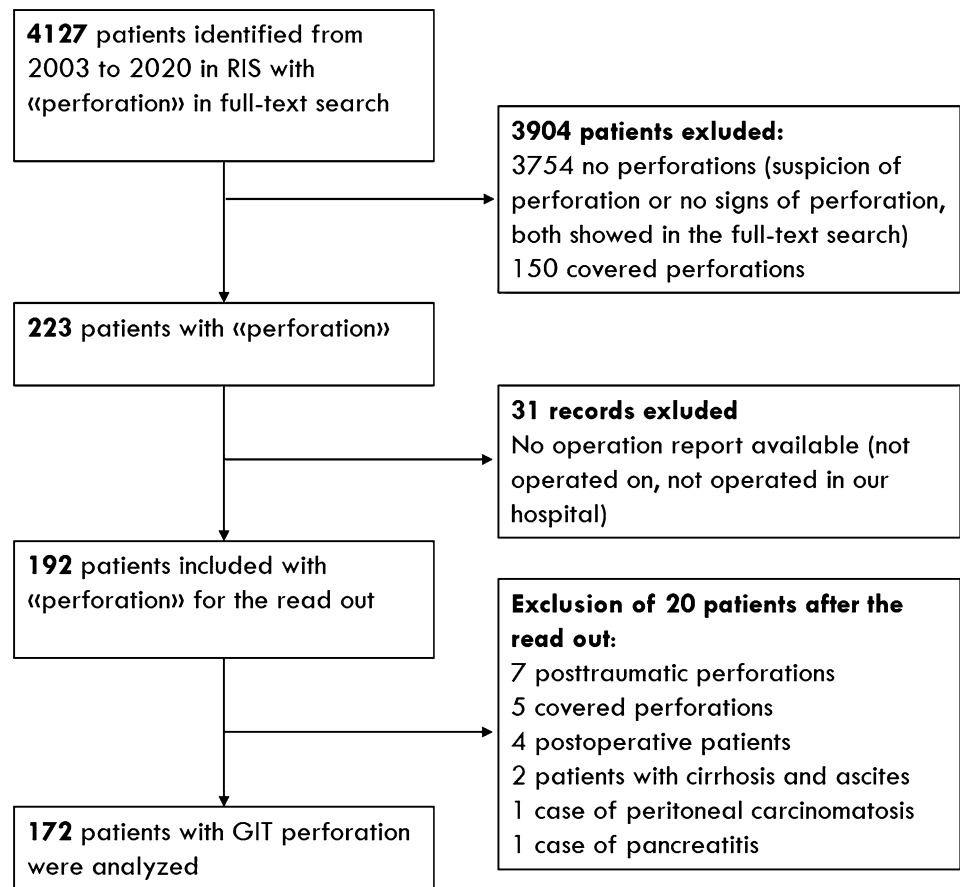 4127 patients identified from
2003 to 2020 in RIS with
«perforation» in full-text search
3904 patients exluded:
3754 no perforations (suspicion of
perforation or no signs of perforation,
both showed in the full-text search)
150 covered perforations
223 patients with «perforation»
31 records exluded
No operation report available (not
operated on, not operated in our
hospital)
192 patients included with
«perforation» for the read out
Exclusion of 20 patients after the
read out:
7 posttraumatic perforations
5 covered perforations
4 postoperative patients
2 patients with cirrhosis and ascites
1 case of peritoneal carcinomatosis
1 case of pancreatitis
172 patients with GIT perforation
were analyzed